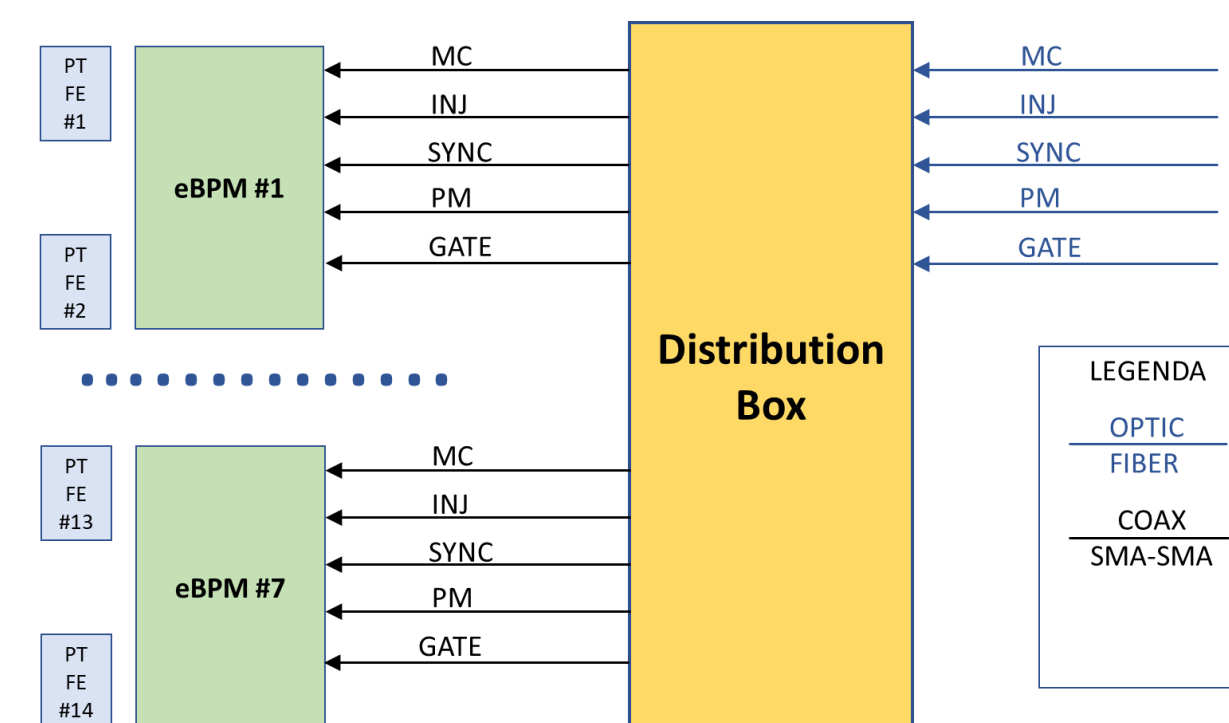 PT
FE
#1
eBPM #1
PT
FE
#2
MC
INJ
SYNC
PM
GATE
Distribution
Box
MC
INJ
SYNC
PM
GATE
LEGENDA
OPTIC
FIBER
COAX
SMA-SMA
PT
FE
#13
eBPM #7
PT
FE
#14
MC
INJ
SYNC
PM
GATE